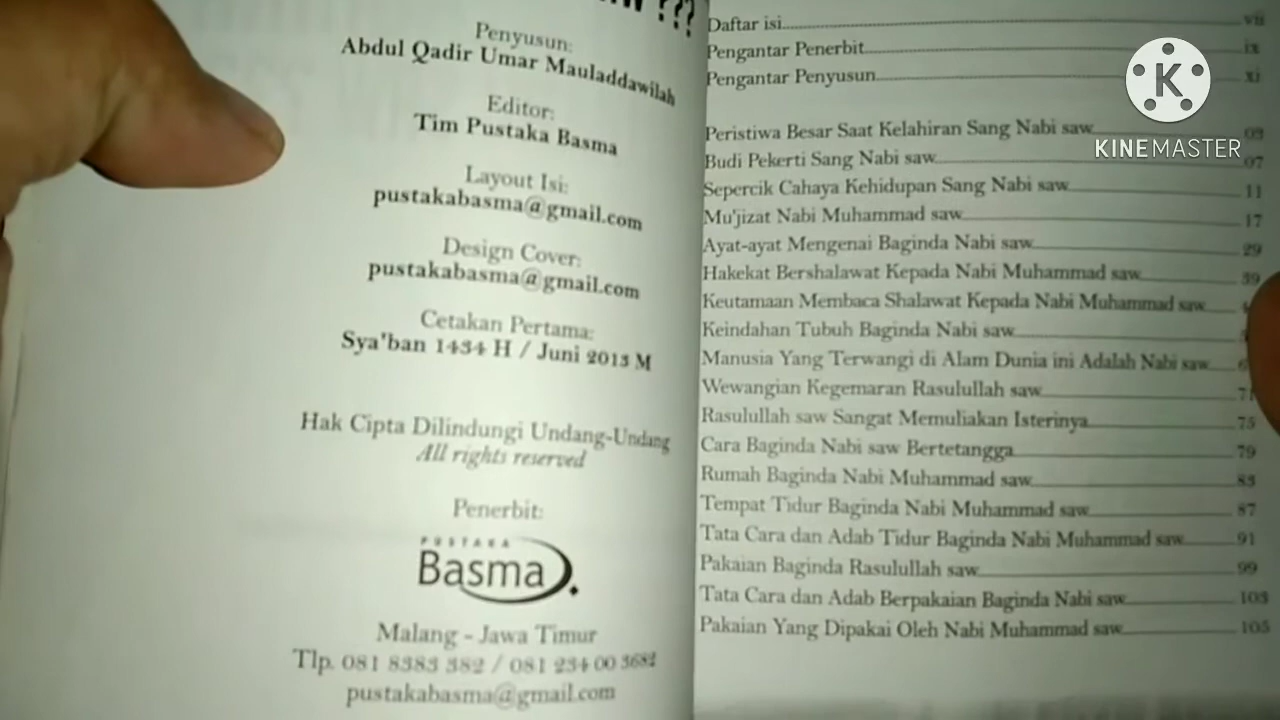 ???
Penyusun:
Abdul Qadir Umar Mauladdawilah
Editor:
Tim Pustaka Basma
Layout Isi:
pustakabasma@gmail.com
Design Cover:
pustakabasma@gmail.com
Cetakan Pertama:
Sya'ban 1434 H / Juni 2013 M
Hak Cipta Dilindungi Undang-Undang
All rights reserved
Penerbit:
PUSTAKA
Basma
Malang - Jawa Timur
Tlp. 081 8383 382 / 081 234 00 3682
pustakabasma@gmail.com
Daftar isi vii
Pengantar Penerbit ix
Pengantar Penyusun xi
Peristiwa Besar Saat Kelahiran Sang Nabi saw 03
Budi Pekerti Sang Nabi saw 07
Sepercik Cahaya Kehidupan Sang Nabi saw 11
Mu'jizat Nabi Muhammad saw 17
Ayat-ayat Mengenai Baginda Nabi saw 29
Hakekat Bershalawat Kepada Nabi Muhammad saw 39
Keutamaan Membaca Shalawat Kepada Nabi Muhammad saw
Keindahan Tubuh Baginda Nabi saw
Manusia Yang Terwangi di Alam Dunia ini Adalah Nabi saw
Wewangian Kegemaran Rasulullah saw 71
Rasulullah saw Sangat Memuliakan Isterinya 75
Cara Baginda Nabi saw Bertetangga 79
Rumah Baginda Nabi Muhammad saw 83
Tempat Tidur Baginda Nabi Muhammad saw 87
Tata Cara dan Adab Tidur Baginda Nabi Muhammad saw 91
Pakaian Baginda Rasulullah saw 99
Tata Cara dan Adab Berpakaian Baginda Nabi saw 103
Pakaian Yang Dipakai Oleh Nabi Muhammad saw 105
K
KINEMASTER